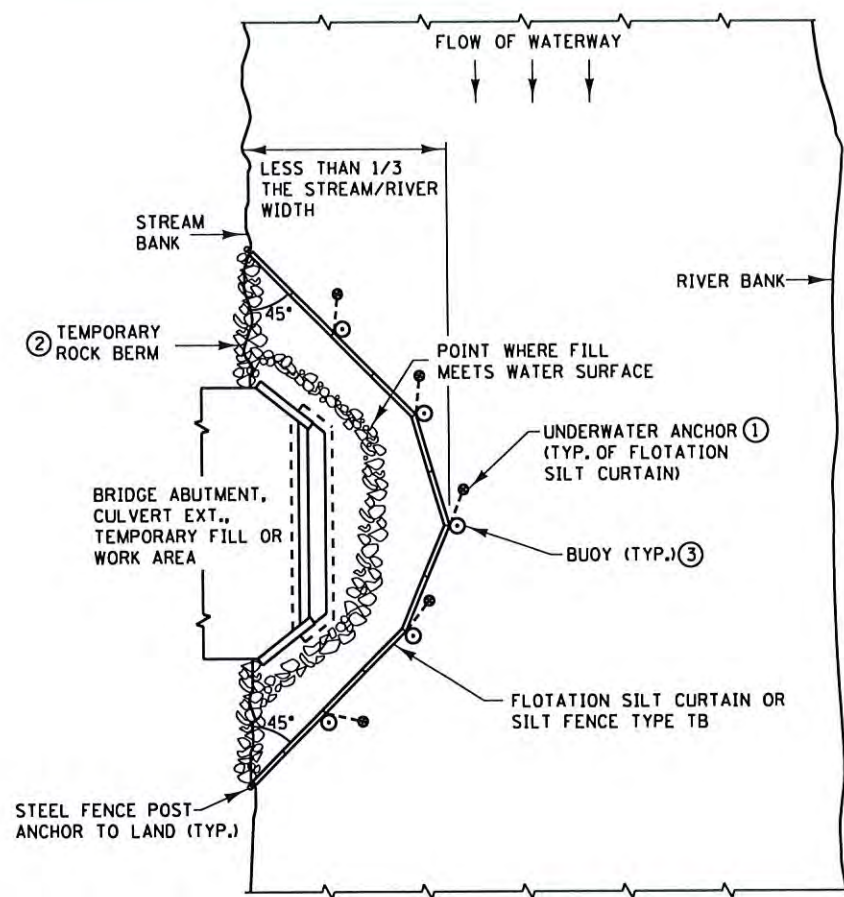 FLOW OF WATERWAY
LESS THAN 1/3
THE STREAM/RIVER
WIDTH
STREAM
BANK
RIVER BANK
45°
② TEMPORARY
ROCK BERM
POINT WHERE FILL
MEETS WATER SURFACE
UNDERWATER ANCHOR ①
(TYP. OF FLOTATION
SILT CURTAIN)
BRIDGE ABUTMENT,
CULVERT EXT.,
TEMPORARY FILL OR
WORK AREA
BUOY (TYP.) ③
FLOTATION SILT CURTAIN OR
SILT FENCE TYPE TB
45°
STEEL FENCE POST
ANCHOR TO LAND (TYP.)